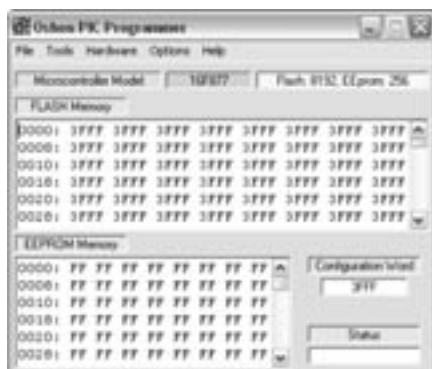 Oshon PK Programmer
File Tools Hardware Options Help
Microcontroller Model 16F877 Flash: 8192, EEprom: 256
FLASH Memory
0000: 3FFF 3FFF 3FFF 3FFF 3FFF 3FFF 3FFF 3FFF
0008: 3FFF 3FFF 3FFF 3FFF 3FFF 3FFF 3FFF 3FFF
0010: 3FFF 3FFF 3FFF 3FFF 3FFF 3FFF 3FFF 3FFF
0018: 3FFF 3FFF 3FFF 3FFF 3FFF 3FFF 3FFF 3FFF
0020: 3FFF 3FFF 3FFF 3FFF 3FFF 3FFF 3FFF 3FFF
0028: 3FFF 3FFF 3FFF 3FFF 3FFF 3FFF 3FFF 3FFF
EEPROM Memory
0000: FF FF FF FF FF FF FF FF
0008: FF FF FF FF FF FF FF FF
0010: FF FF FF FF FF FF FF FF
0018: FF FF FF FF FF FF FF FF
0020: FF FF FF FF FF FF FF FF
0028: FF FF FF FF FF FF FF FF
Configuration Word
3FFF
Status